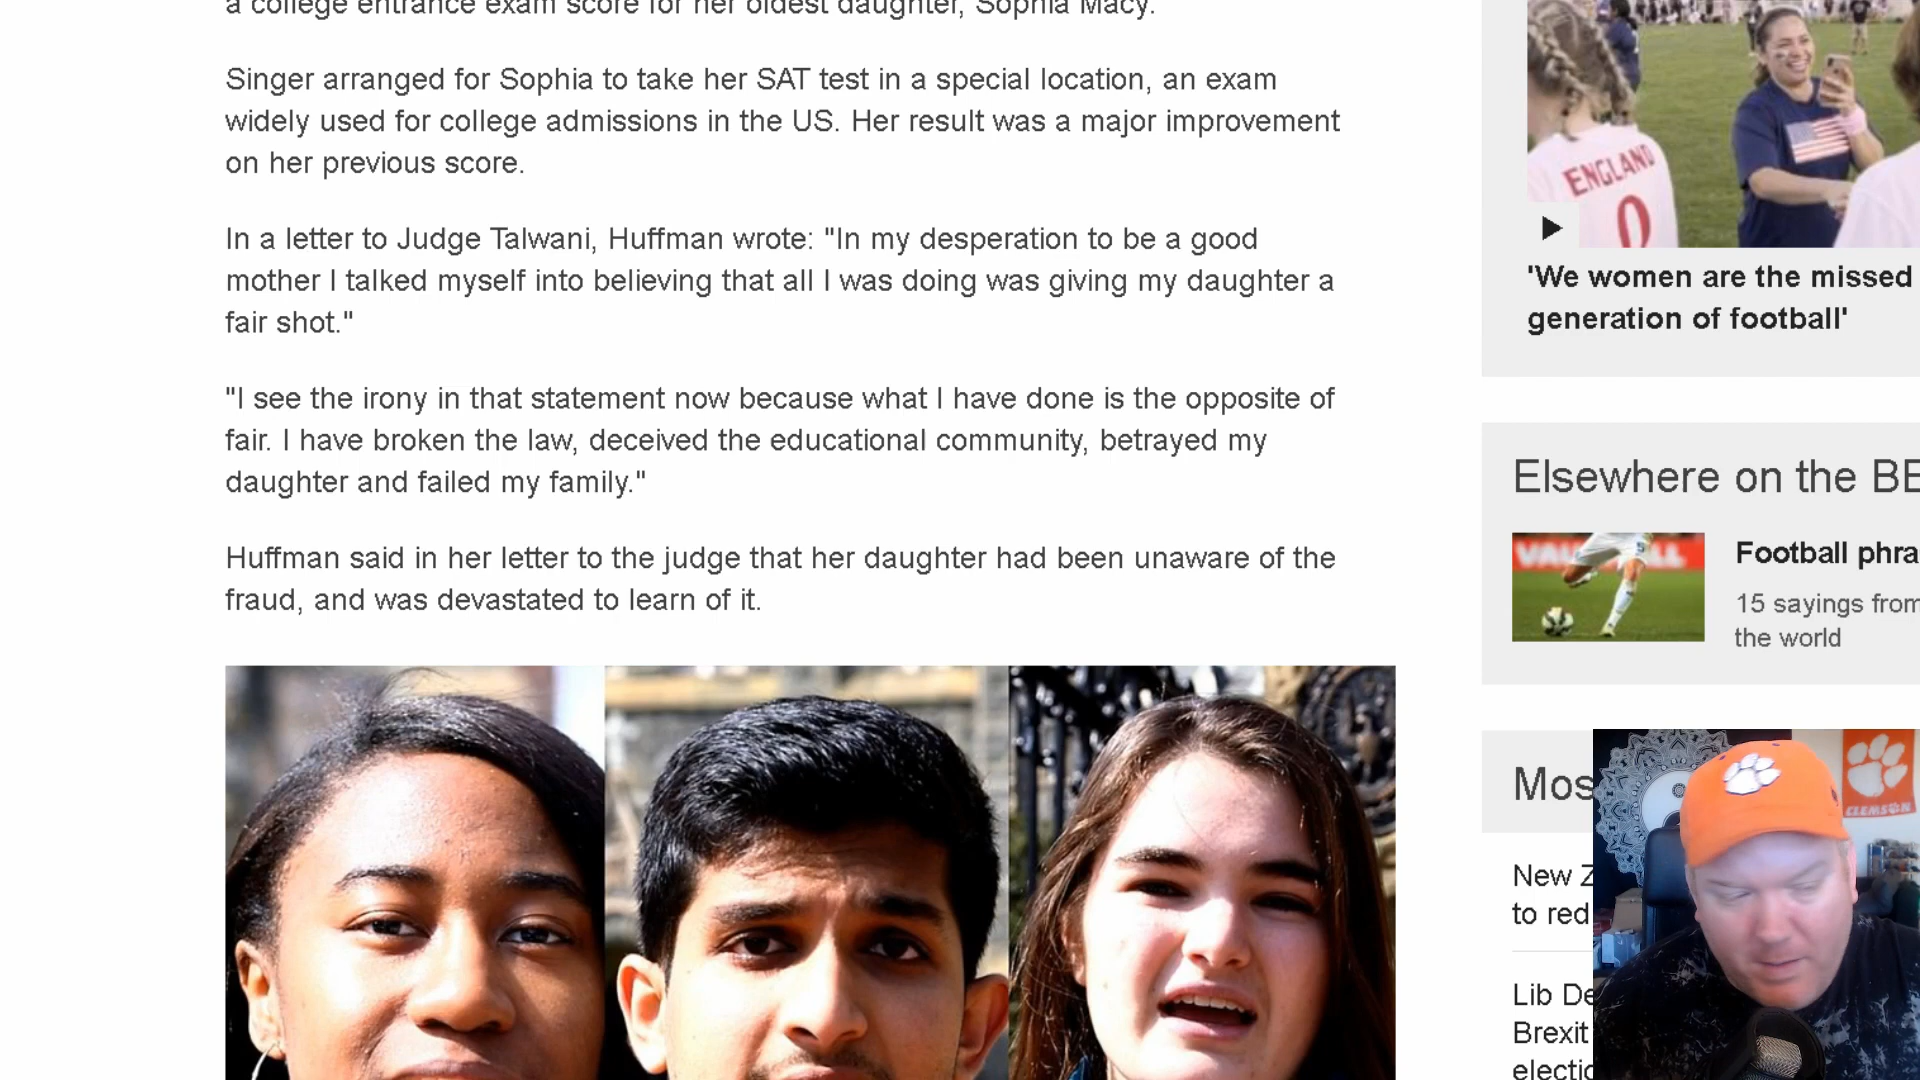 a college entrance exam score for her oldest daughter, Sophia Macy.
Singer arranged for Sophia to take her SAT test in a special location, an exam
widely used for college admissions in the US. Her result was a major improvement
on her previous score.
In a letter to Judge Talwani, Huffman wrote: "In my desperation to be a good
mother I talked myself into believing that all I was doing was giving my daughter a
fair shot."
"I see the irony in that statement now because what I have done is the opposite of
fair. I have broken the law, deceived the educational community, betrayed my
daughter and failed my family."
Huffman said in her letter to the judge that her daughter had been unaware of the
fraud, and was devastated to learn of it.
ENGLAND
0
'We women are the missed
generation of football'
Elsewhere on the BB
Football phra
15 sayings from
the world
Mos
New Z
to red
Lib De
Brexit
electio
CLEMSON